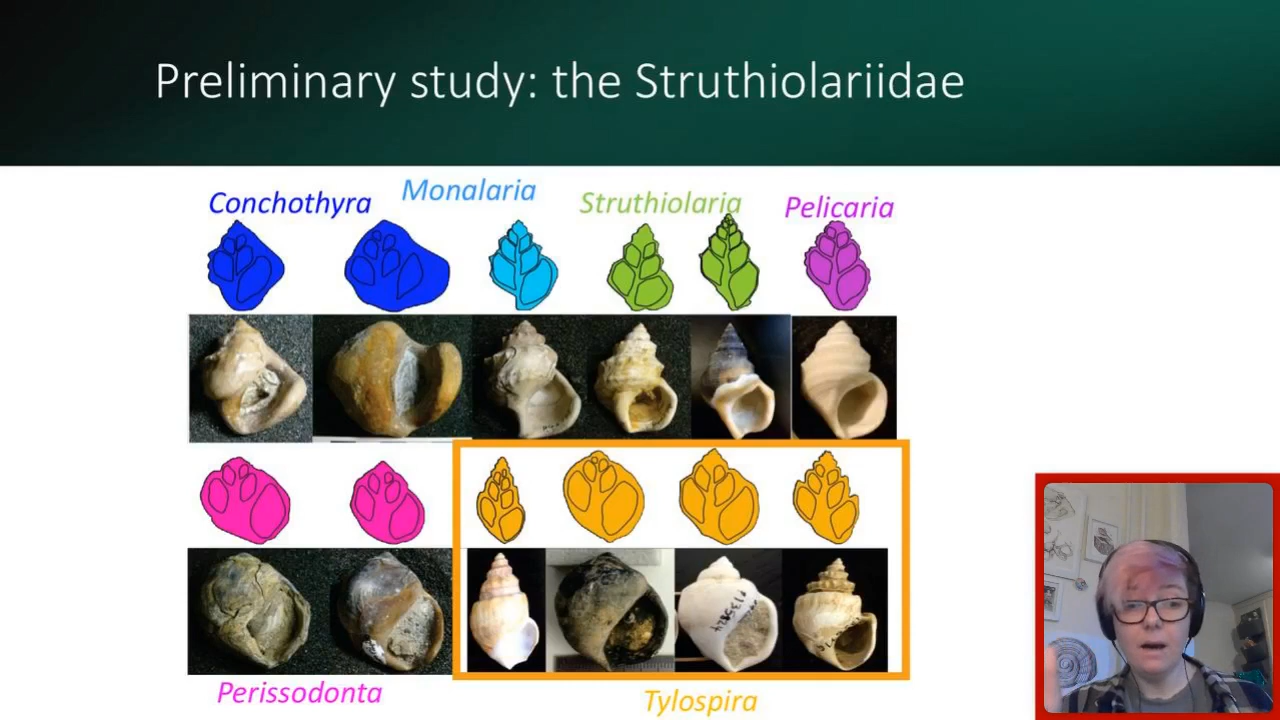 Preliminary study: the Struthiolariidae
Conchothyra
Monalaria
Struthiolaria
Pelicaria
Perissodonta
Tylospira